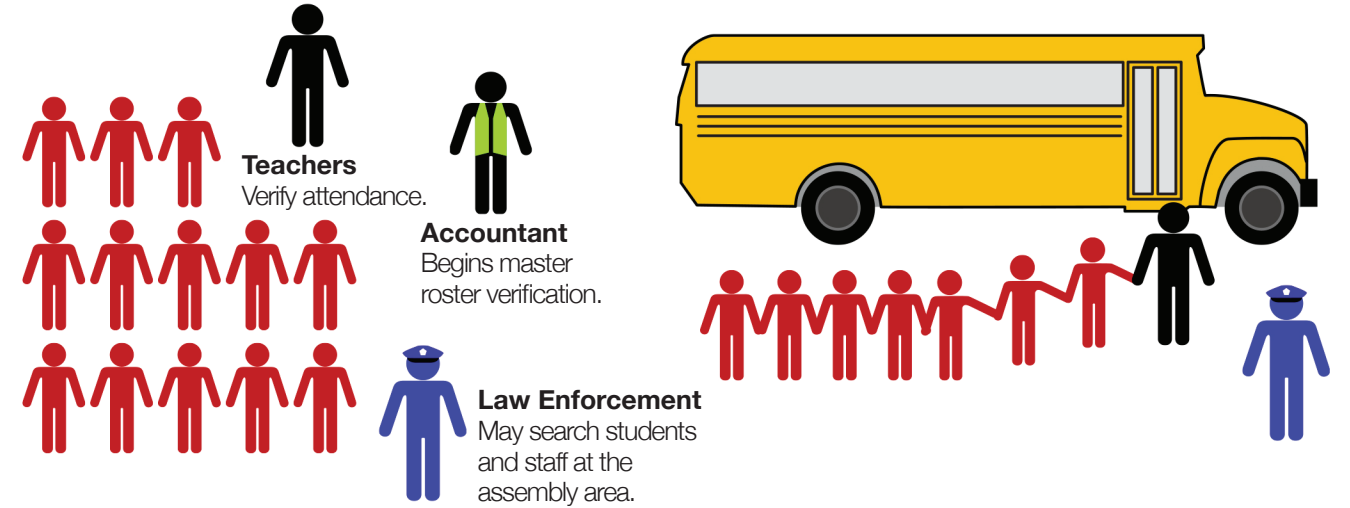 Teachers
Verify attendance.
Accountant
Begins master
roster verification.
Law Enforcement
May search students
and staff at the
assembly area.